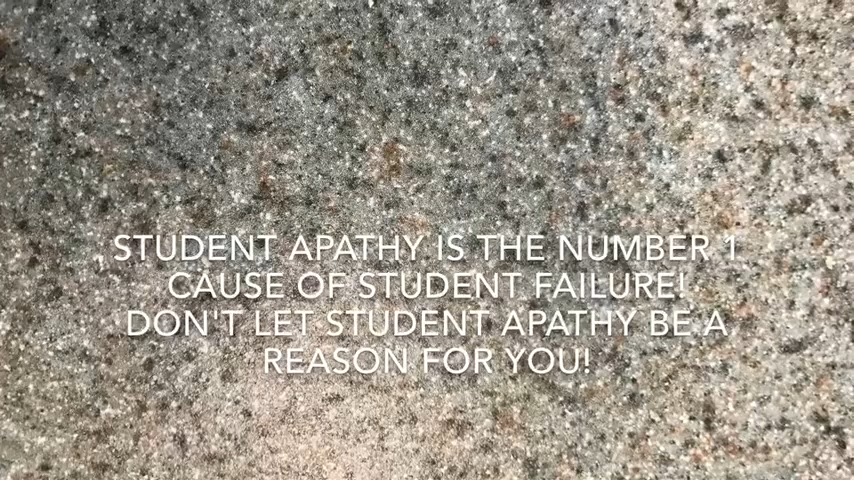 STUDENT APATHY IS THE NUMBER 1
CAUSE OF STUDENT FAILURE!
DON'T LET STUDENT APATHY BE A
REASON FOR YOU!